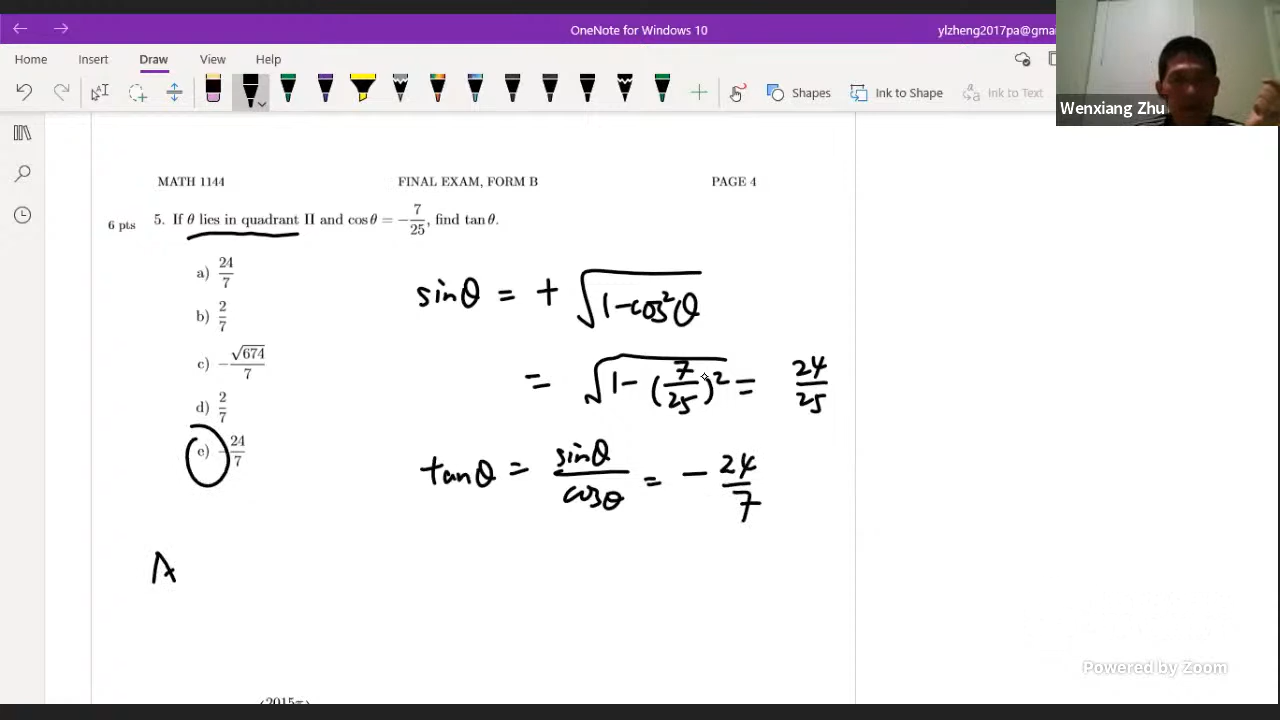 OneNote for Windows 10
ylzheng2017pa@gmai
Home Insert Draw View Help
Shapes Ink to Shape Ink to Text
Wenxiang Zhu
MATH 1144 FINAL EXAM, FORM B PAGE 4
6 pts 5. If θ lies in quadrant II and cos θ = −7/25, find tan θ.
a) 24/7
b) 2/7
c) −√674/7
d) 2/7
e) −24/7
sinθ = + √(1-cos²θ)
= √(1-(7/25)²) = 24/25
tanθ = sinθ/cosθ = - 24/7
A
(2015π)
Powered by Zoom